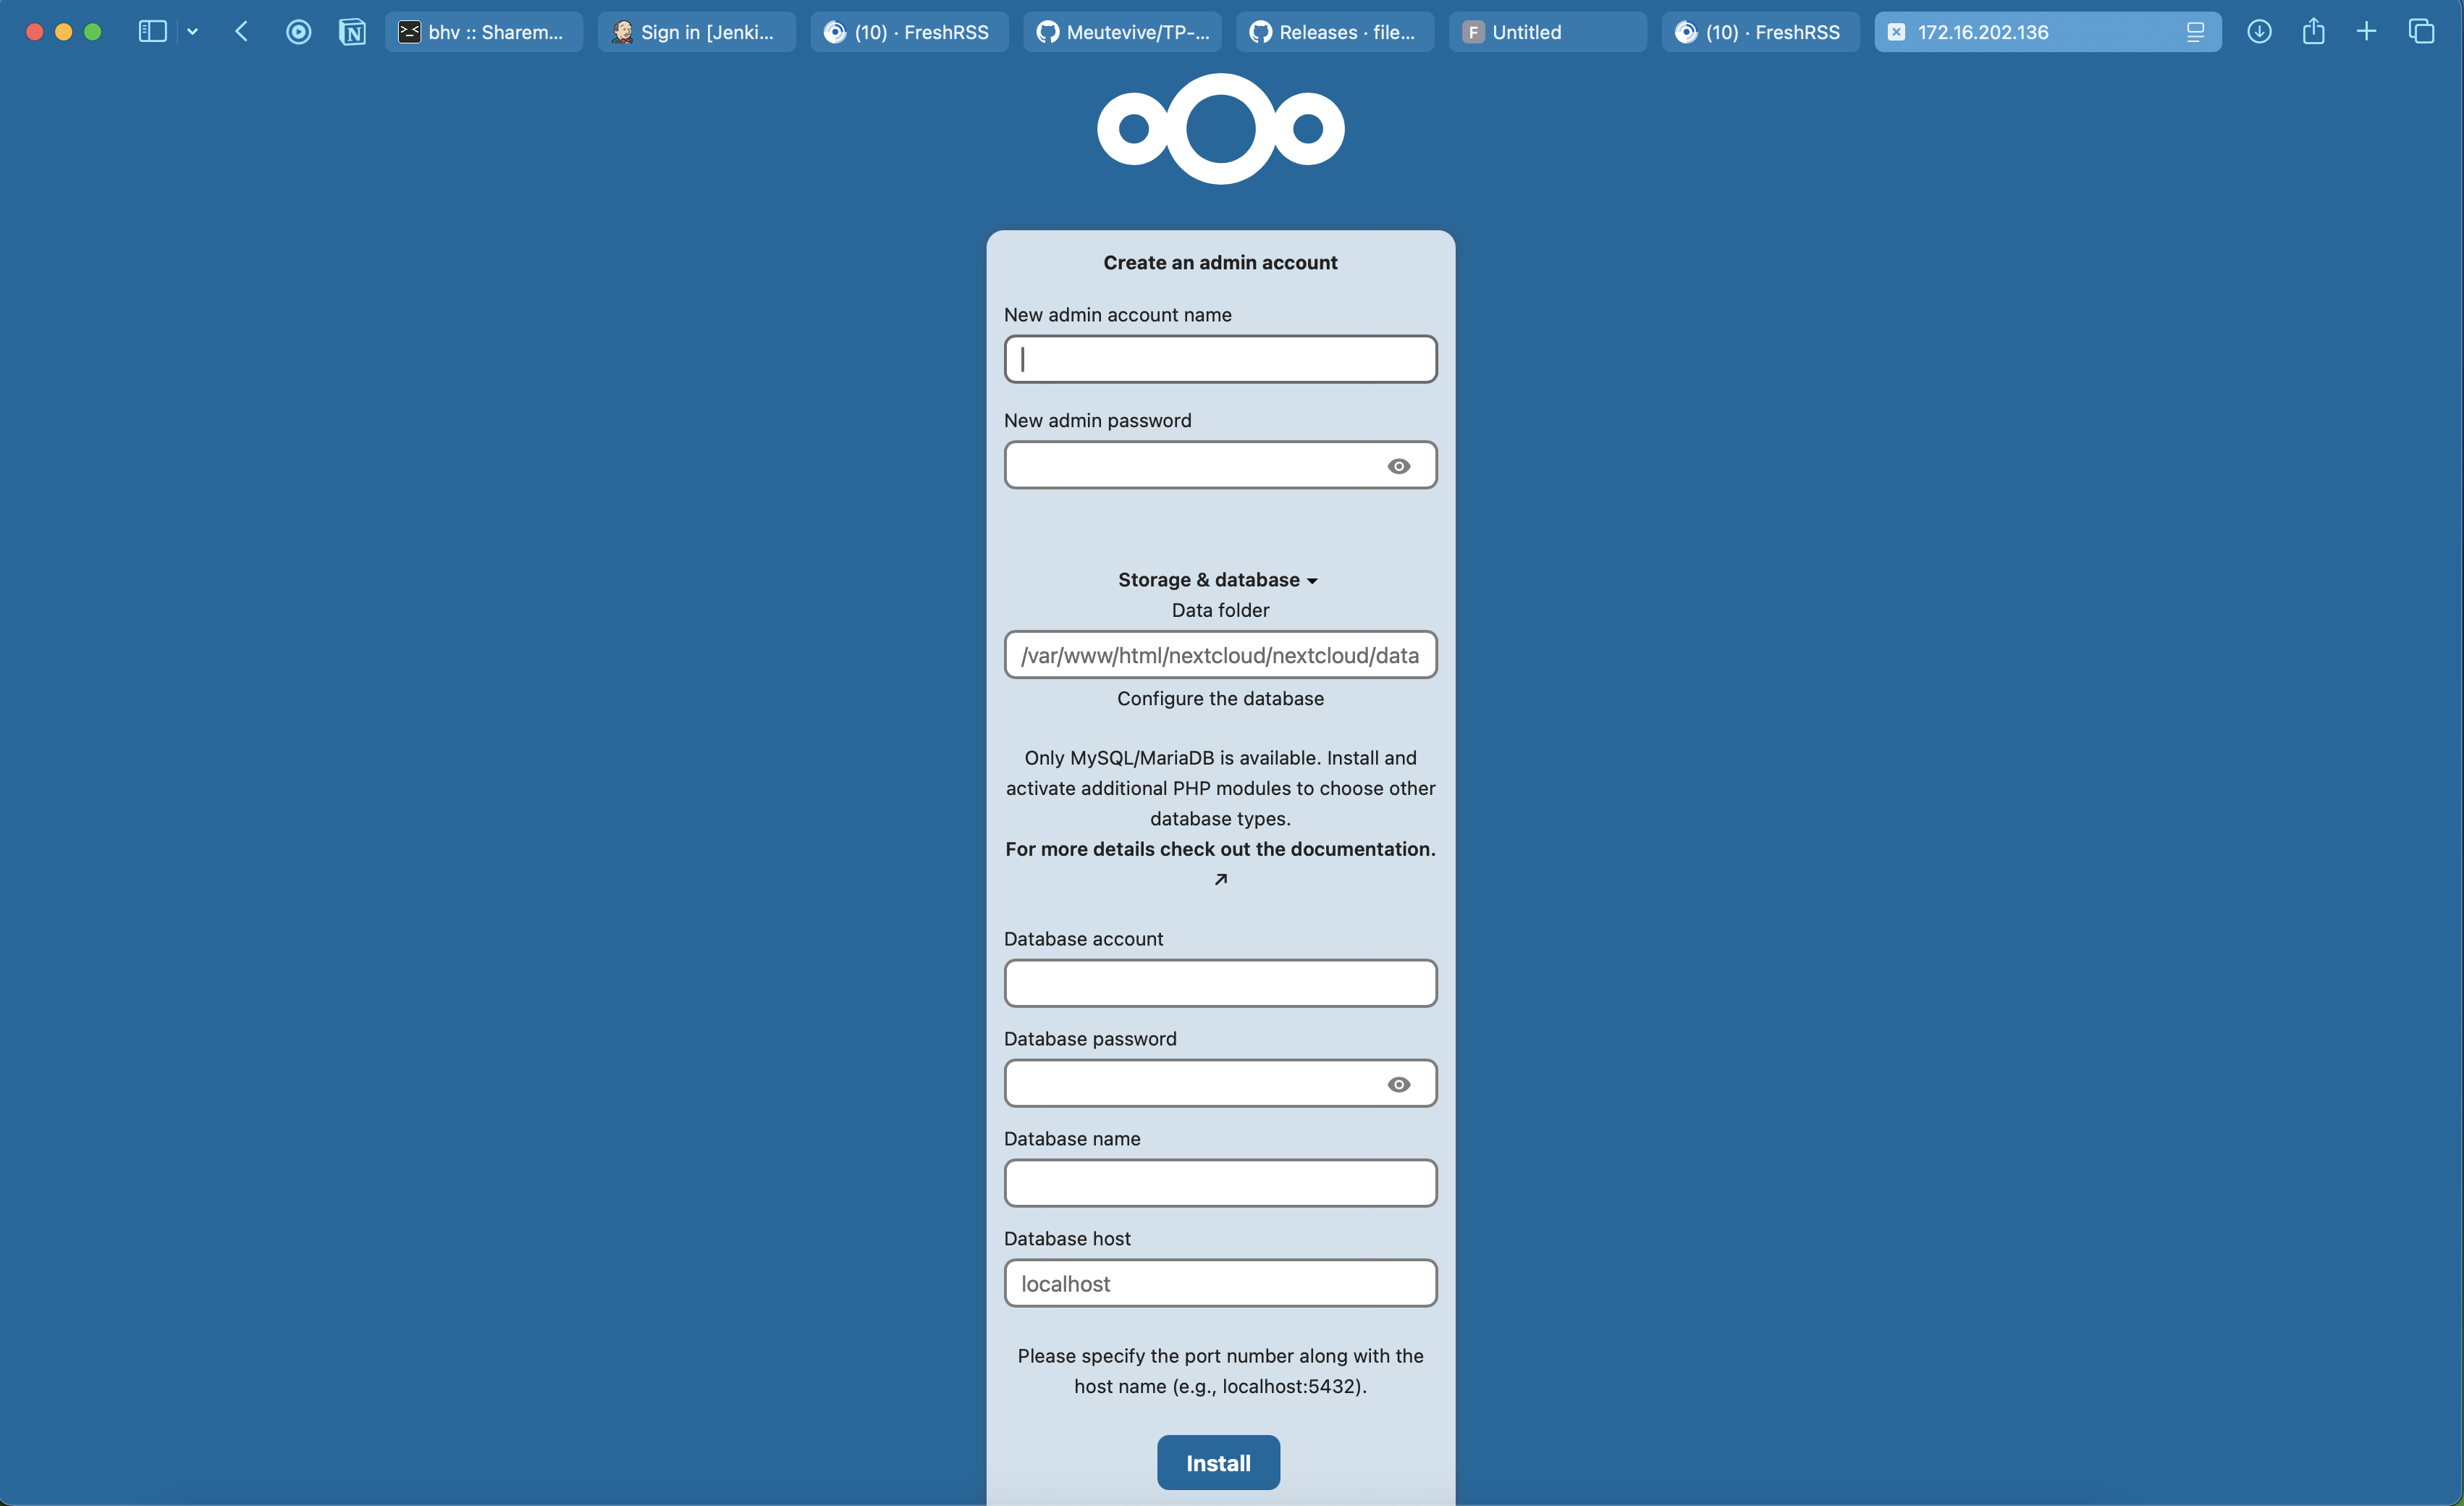 bhv :: Sharem...
Sign in [Jenki...
(10) · FreshRSS
Meutevive/TP-...
Releases · file...
F Untitled
(10) · FreshRSS
172.16.202.136
Create an admin account
New admin account name
New admin password
Storage & database
Data folder
/var/www/html/nextcloud/nextcloud/data
Configure the database
Only MySQL/MariaDB is available. Install and
activate additional PHP modules to choose other
database types.
For more details check out the documentation.
Database account
Database password
Database name
Database host
localhost
Please specify the port number along with the
host name (e.g., localhost:5432).
Install